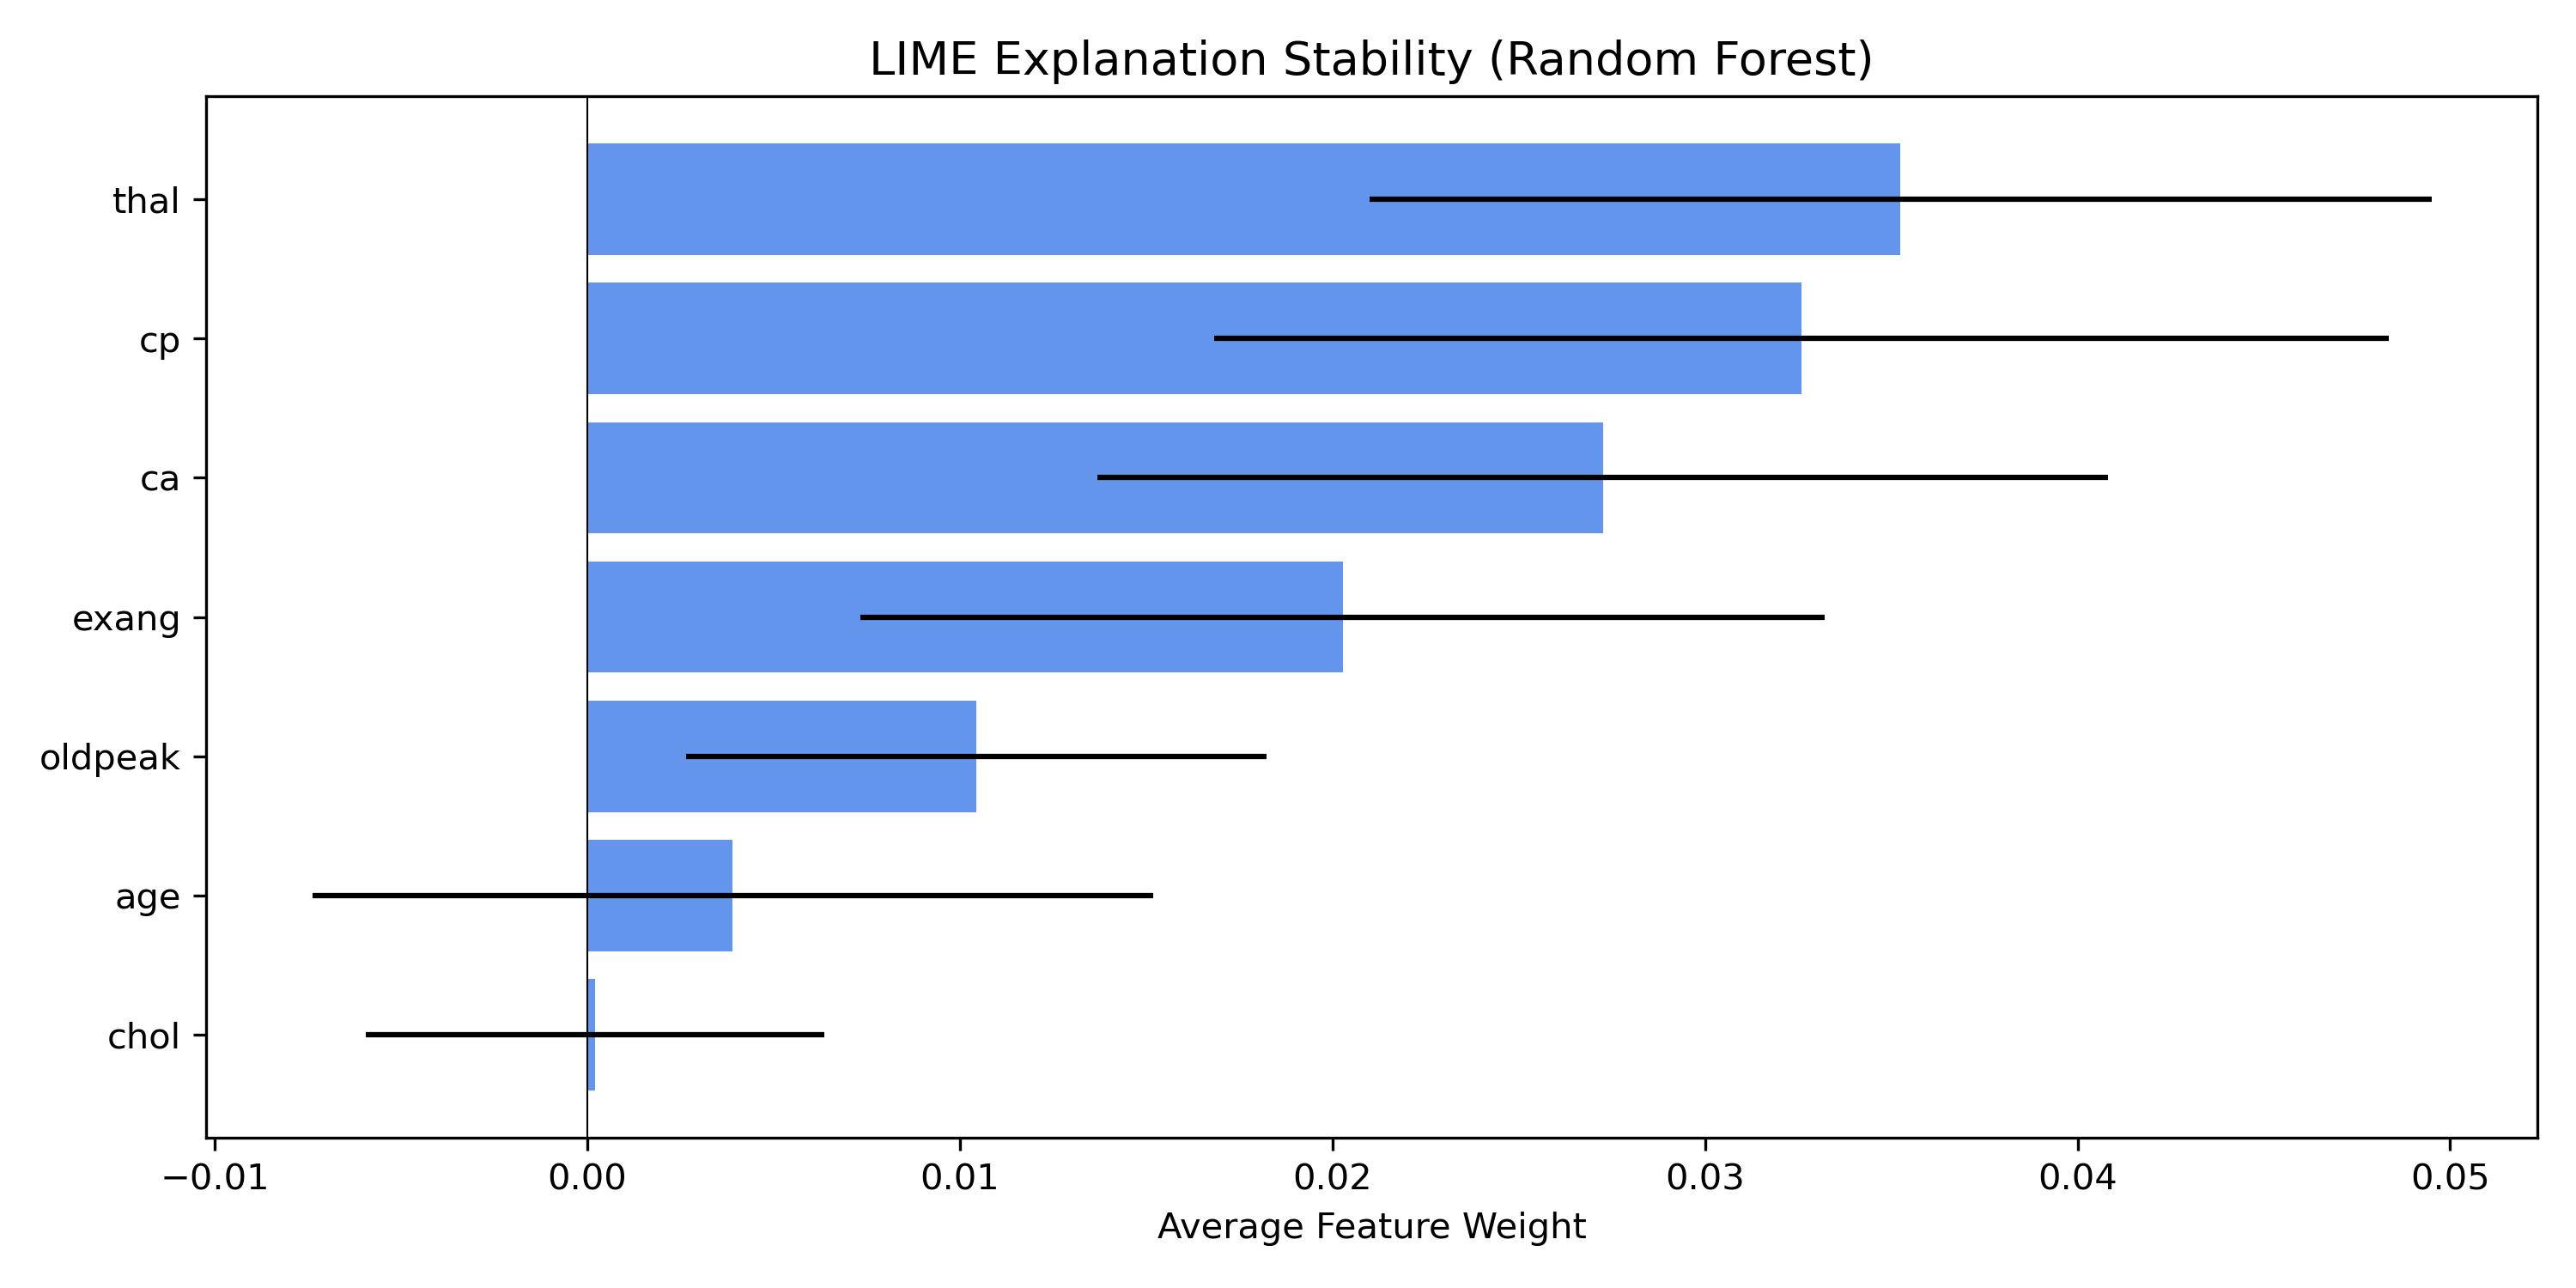 LIME Explanation Stability (Random Forest)
thal
cp
ca
exang
oldpeak
age
chol
−0.01 0.00 0.01 0.02 0.03 0.04 0.05
Average Feature Weight